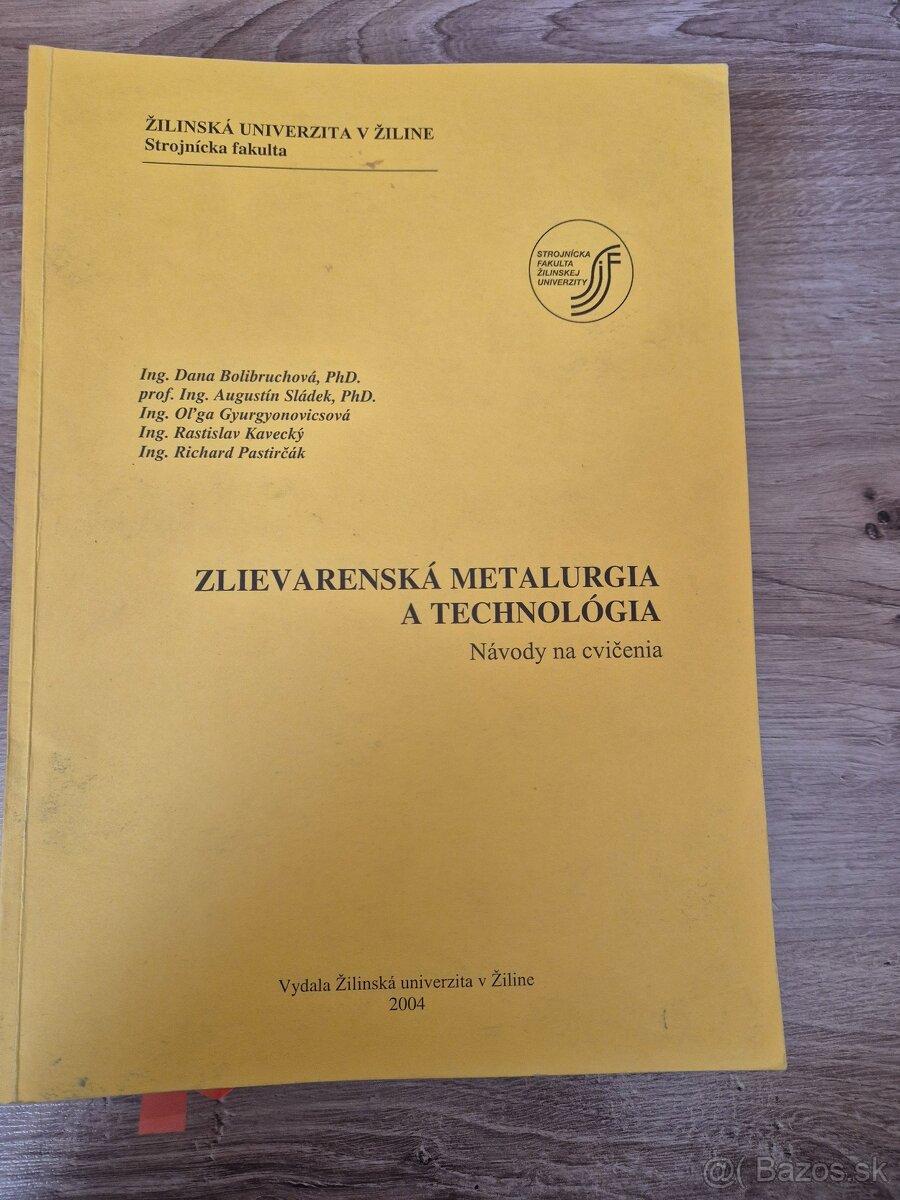 ŽILINSKÁ UNIVERZITA V ŽILINE
Strojnícka fakulta
STROJNÍCKA
FAKULTA
ŽILINSKEJ
UNIVERZITY
SjF
Ing. Dana Bolibruchová, PhD.
prof. Ing. Augustín Sládek, PhD.
Ing. Oľga Gyurgyonovicsová
Ing. Rastislav Kavecký
Ing. Richard Pastirčák
ZLIEVARENSKÁ METALURGIA
A TECHNOLÓGIA
Návody na cvičenia
Vydala Žilinská univerzita v Žiline
2004
@( Bazos.sk